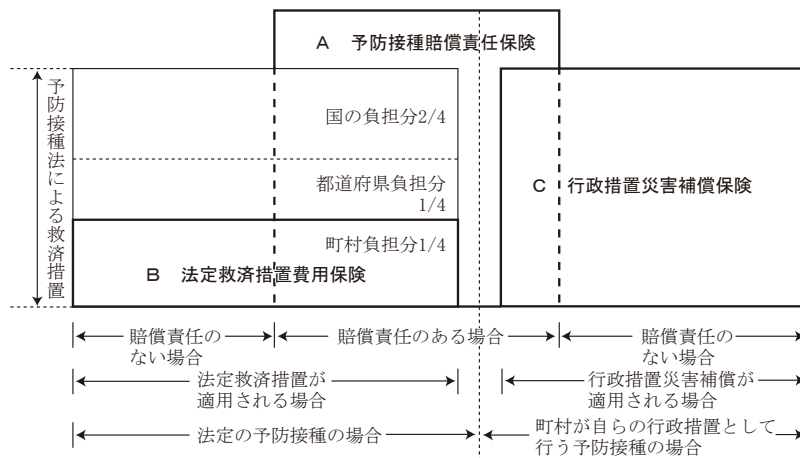 A 予防接種賠償責任保険
予防接種法による救済措置
国の負担分2/4
都道府県負担分
1/4
町村負担分1/4
B 法定救済措置費用保険
C 行政措置災害補償保険
賠償責任の
ない場合
賠償責任のある場合
賠償責任の
ない場合
法定救済措置が
適用される場合
行政措置災害補償が
適用される場合
法定の予防接種の場合
町村が自らの行政措置として
行う予防接種の場合